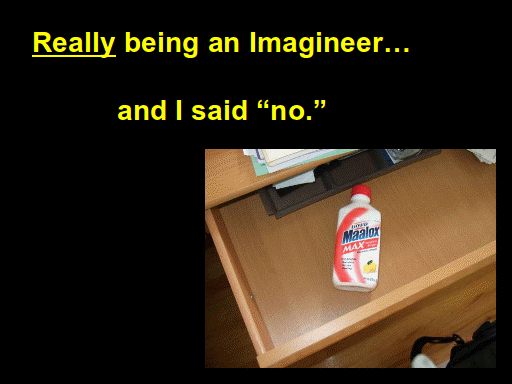 Really being an Imagineer…
and I said “no.”
Maalox
MAX